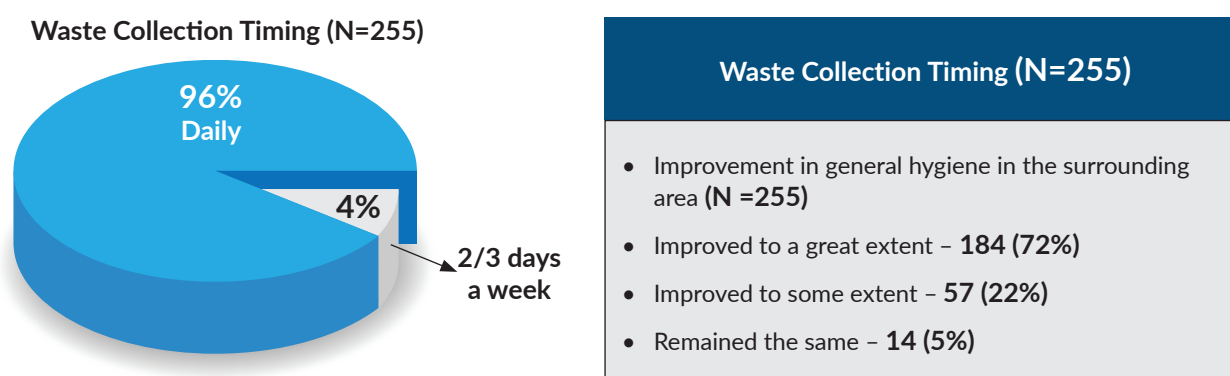 Waste Collection Timing (N=255)
96%
Daily
4%
2/3 days
a week
Waste Collection Timing (N=255)
• Improvement in general hygiene in the surrounding
area (N =255)
• Improved to a great extent – 184 (72%)
• Improved to some extent – 57 (22%)
• Remained the same – 14 (5%)